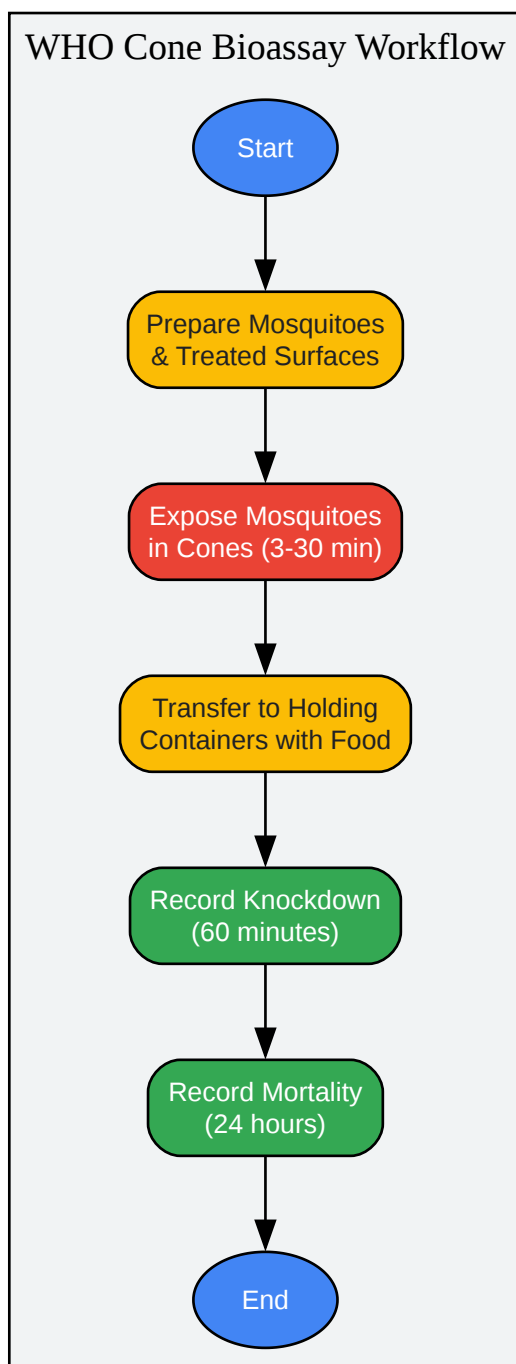 WHO Cone Bioassay Workflow
Start
Prepare Mosquitoes
& Treated Surfaces
Expose Mosquitoes
in Cones (3-30 min)
Transfer to Holding
Containers with Food
Record Knockdown
(60 minutes)
Record Mortality
(24 hours)
End